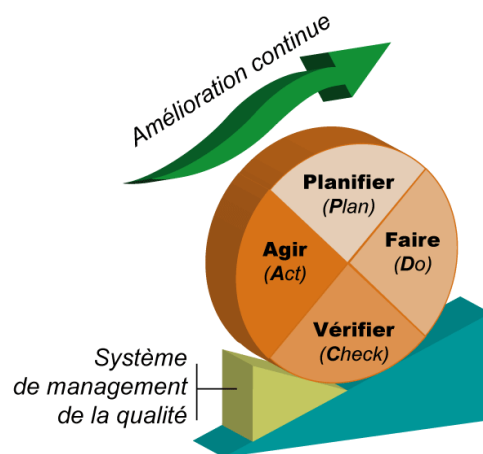 Amélioration continue
Planifier
(Plan)
Faire
(Do)
Agir
(Act)
Vérifier
(Check)
Système
de management
de la qualité